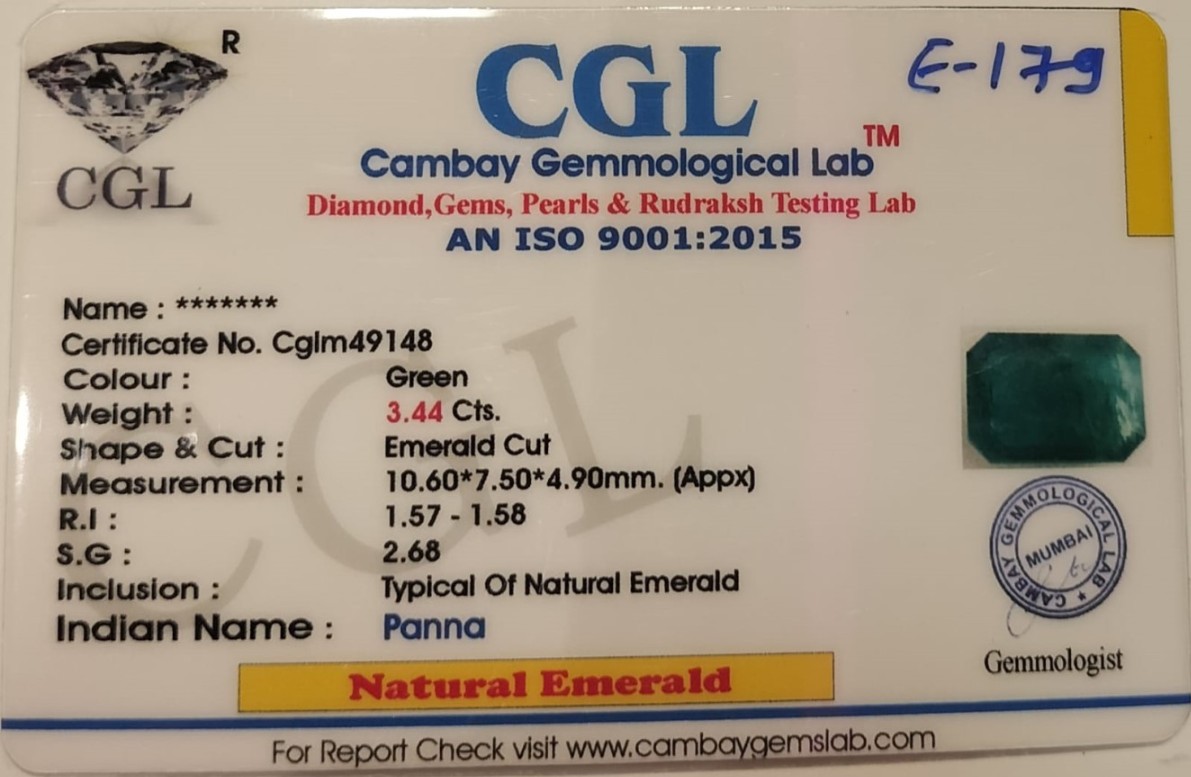 R
CGL
CGL
E-179
Cambay Gemmological Lab™
Diamond,Gems, Pearls & Rudraksh Testing Lab
AN ISO 9001:2015
Name : *******
Certificate No. Cglm49148
Colour : Green
Weight : 3.44 Cts.
Shape & Cut : Emerald Cut
Measurement : 10.60*7.50*4.90mm. (Appx)
R.I : 1.57 - 1.58
S.G : 2.68
Inclusion : Typical Of Natural Emerald
Indian Name : Panna
CGL
CAMBAY GEMMOLOGICAL LAB ★
MUMBAI
Gemmologist
Natural Emerald
For Report Check visit www.cambaygemslab.com